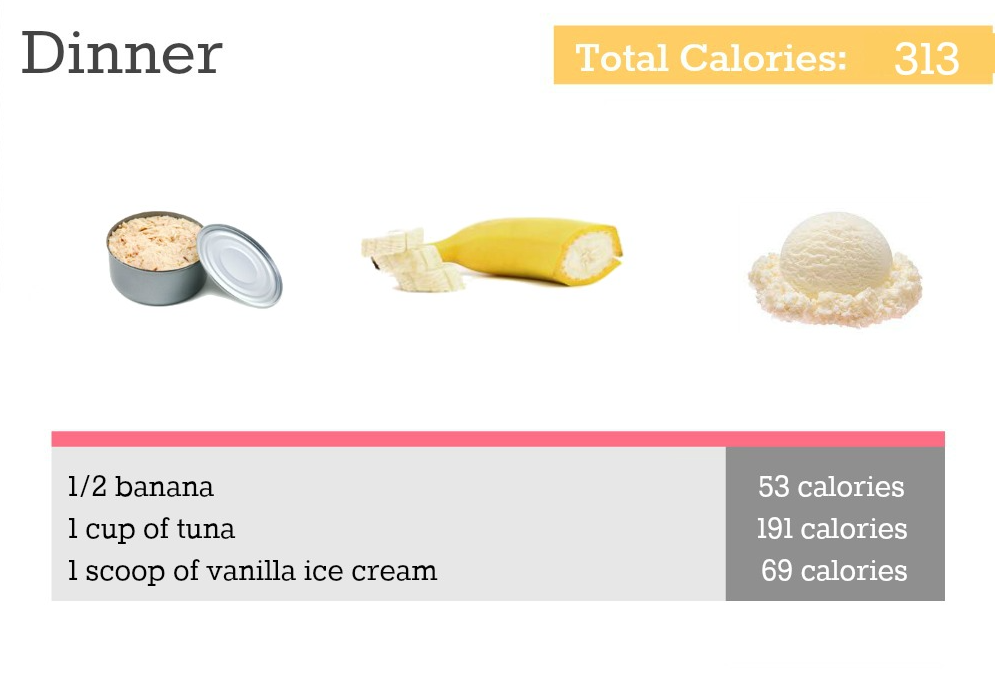 Dinner
Total Calories: 313
1/2 banana 53 calories
1 cup of tuna 191 calories
1 scoop of vanilla ice cream 69 calories